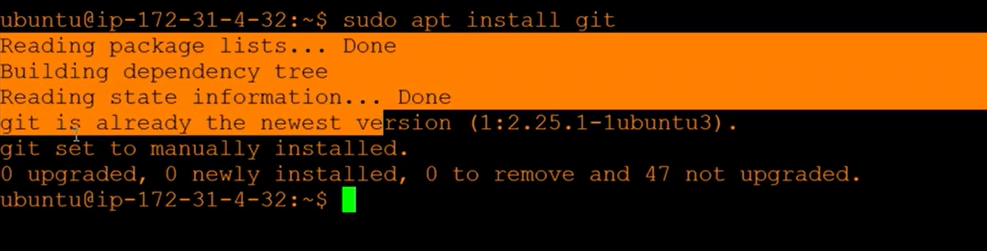 ubuntu@ip-172-31-4-32:~$ sudo apt install git
Reading package lists... Done
Building dependency tree
Reading state information... Done
git is already the newest version (1:2.25.1-1ubuntu3).
git set to manually installed.
0 upgraded, 0 newly installed, 0 to remove and 47 not upgraded.
ubuntu@ip-172-31-4-32:~$